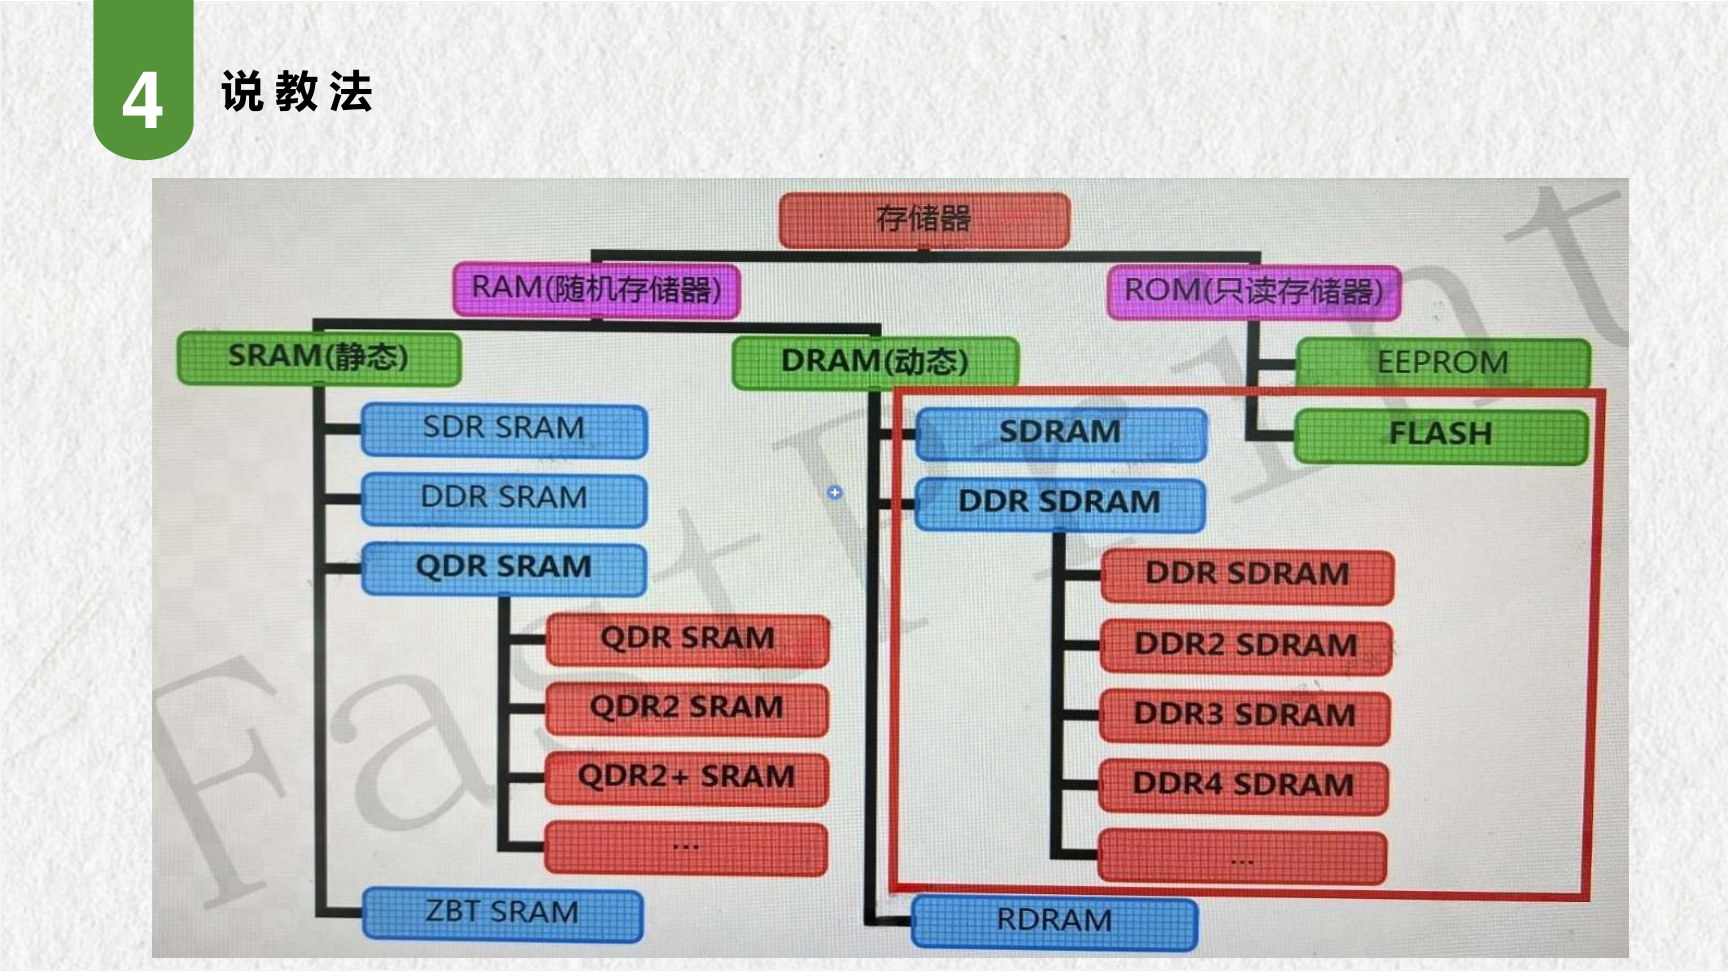 4
说教法
存储器
RAM(随机存储器)
ROM(只读存储器)
SRAM(静态)
DRAM(动态)
EEPROM
SDR SRAM
SDRAM
FLASH
DDR SRAM
DDR SDRAM
QDR SRAM
DDR SDRAM
QDR SRAM
DDR2 SDRAM
QDR2 SRAM
DDR3 SDRAM
QDR2+ SRAM
DDR4 SDRAM
...
...
ZBT SRAM
RDRAM
FastPrint